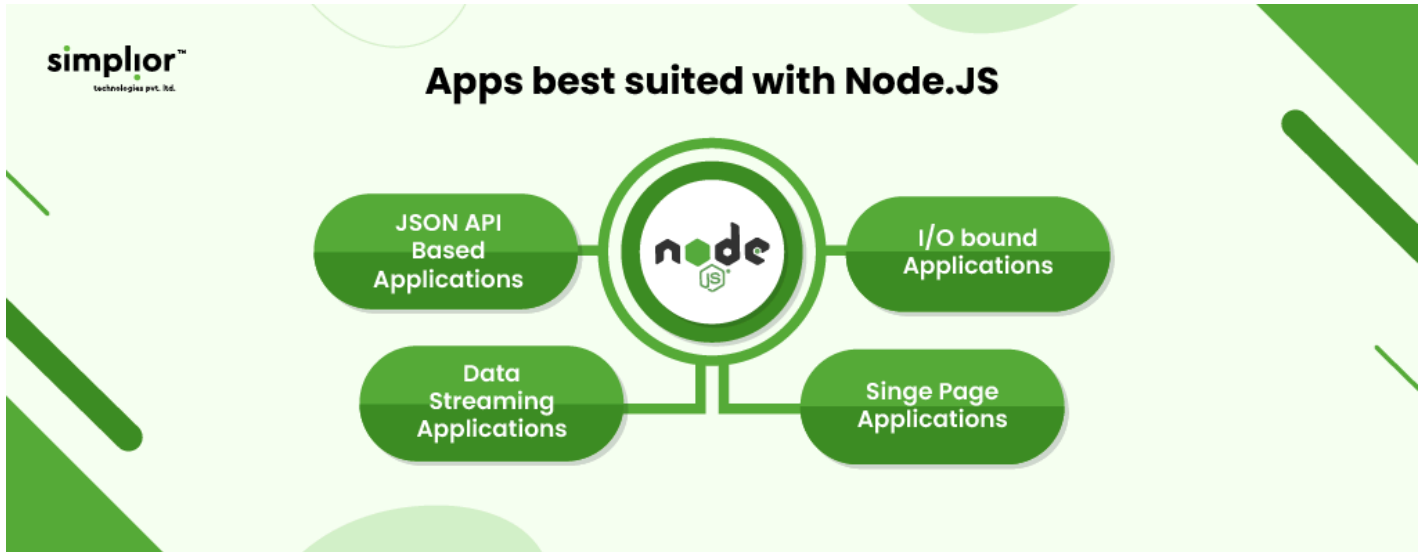 simplior™
technologies pvt. ltd.
Apps best suited with Node.JS
JSON API
Based
Applications
node
JS®
I/O bound
Applications
Data
Streaming
Applications
Singe Page
Applications